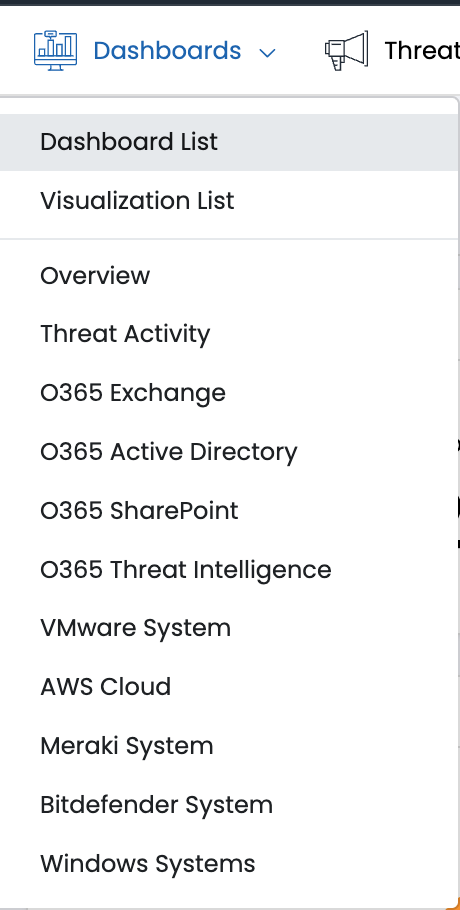 Dashboards
Threat
Dashboard List
Visualization List
Overview
Threat Activity
O365 Exchange
O365 Active Directory
O365 SharePoint
O365 Threat Intelligence
VMware System
AWS Cloud
Meraki System
Bitdefender System
Windows Systems